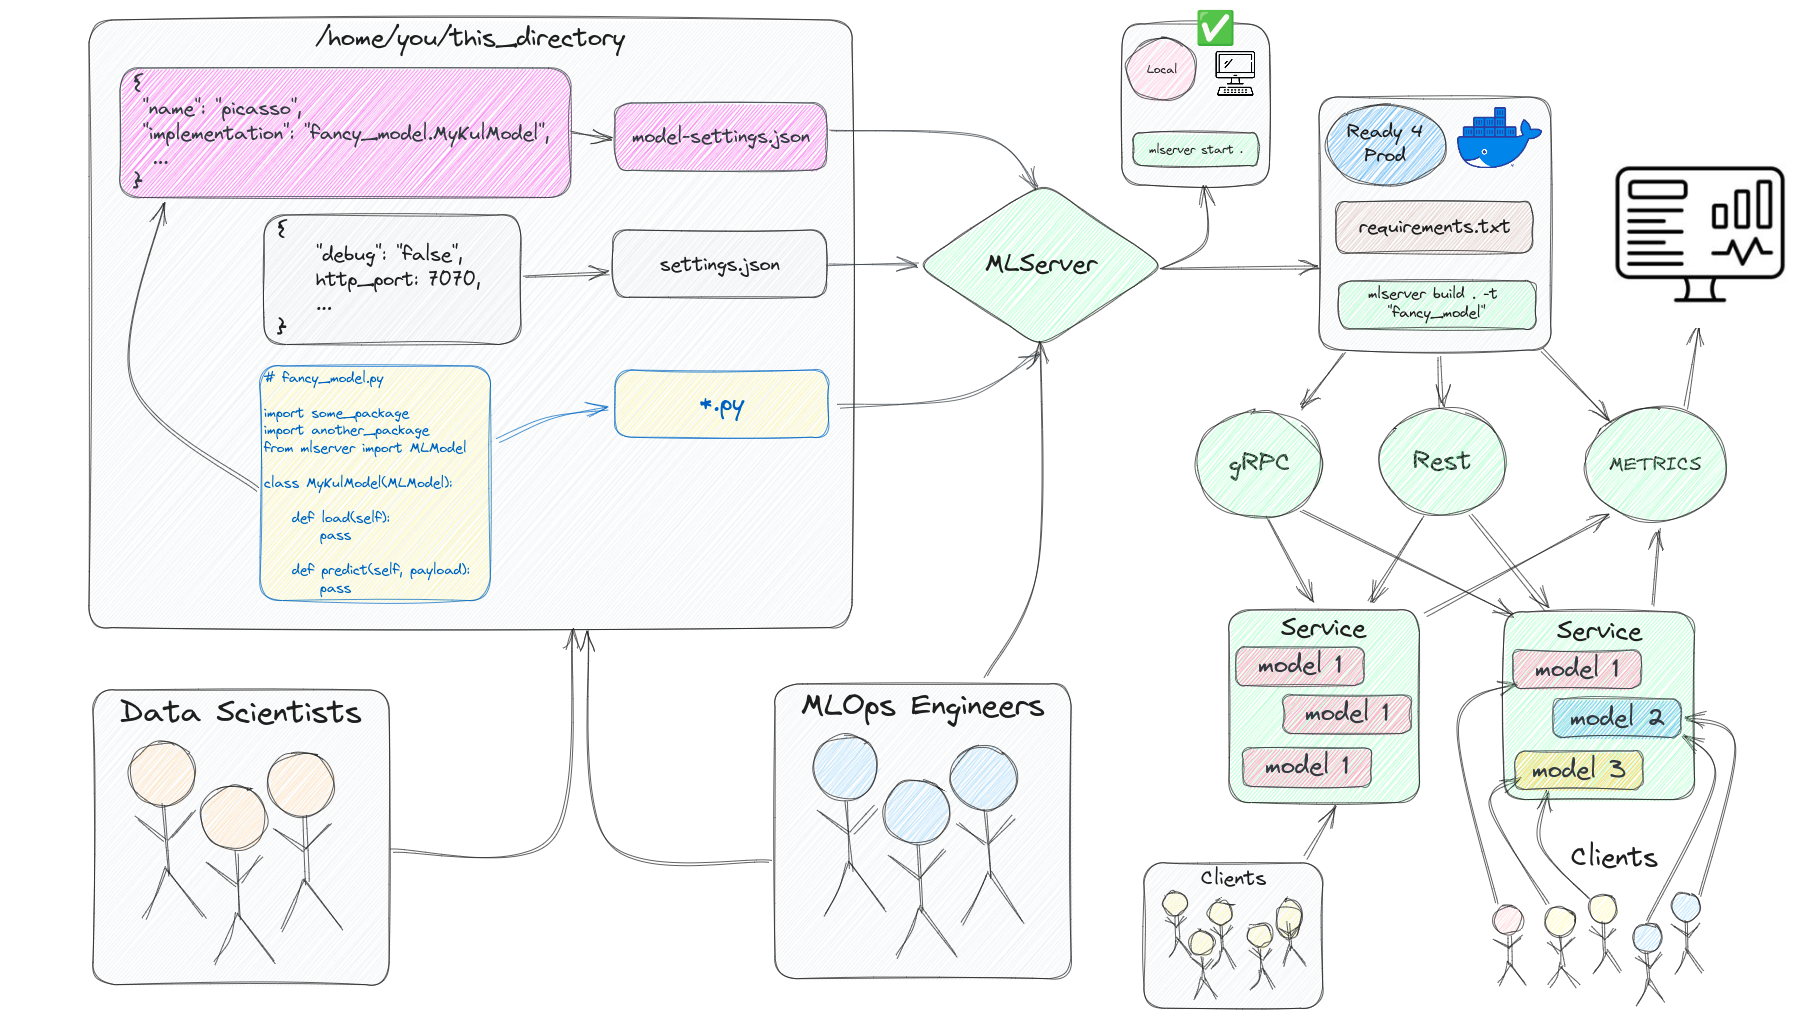 /home/you/this_directory
{
"name": "picasso",
"implementation": "fancy_model.MyKulModel",
...
}
model-settings.json
{
"debug": "false",
http_port: 7070,
...
}
settings.json
# fancy_model.py
import some_package
import another_package
from mlserver import MLModel
class MyKulModel(MLModel):
def load(self):
pass
def predict(self, payload):
pass
*.py
MLServer
Local
mlserver start .
Ready 4
Prod
requirements.txt
mlserver build . -t
"fancy_model"
gRPC
Rest
METRICS
Service
model 1
model 1
model 1
Service
model 1
model 2
model 3
Data Scientists
MLOps Engineers
Clients
Clients